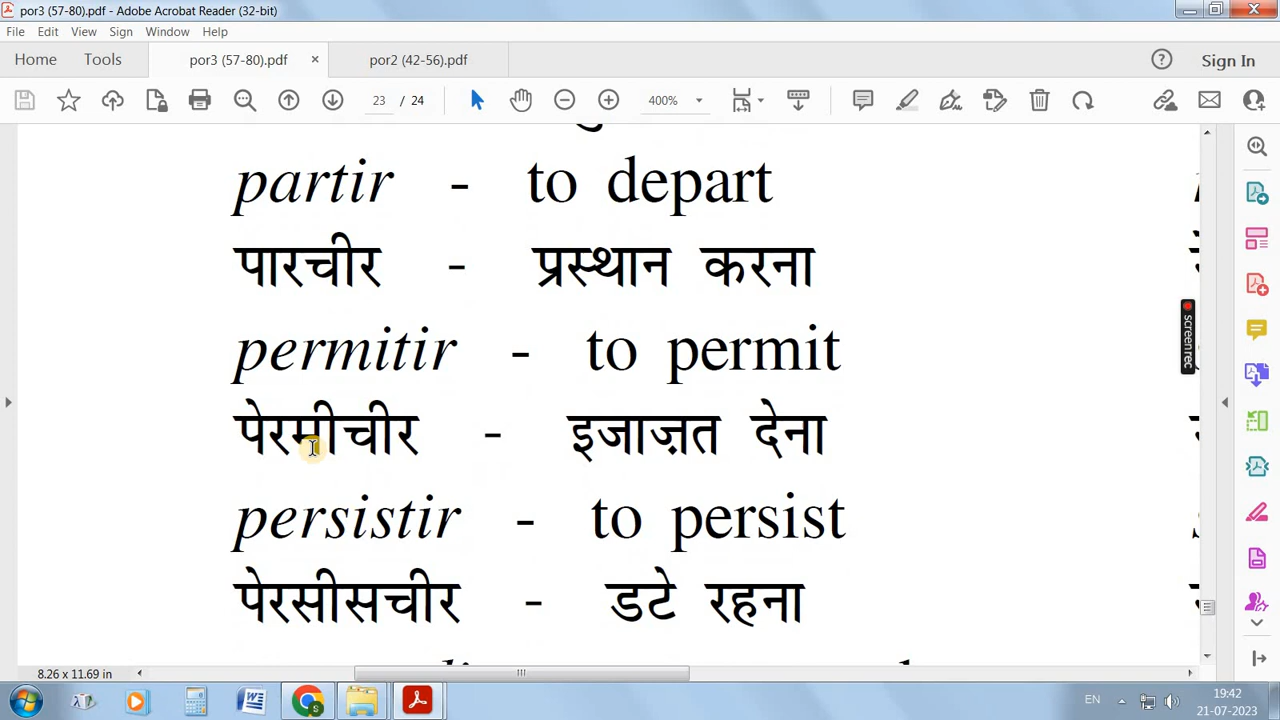 por3 (57-80).pdf - Adobe Acrobat Reader (32-bit)
File Edit View Sign Window Help
Home Tools por3 (57-80).pdf × por2 (42-56).pdf Sign In
23 / 24 400%
partir - to depart
पारचीर - प्रस्थान करना
permitir - to permit
पेरमीचीर - इजाज़त देना
persistir - to persist
पेरसीसचीर - डटे रहना
screenrec
8.26 x 11.69 in
EN 19:42
21-07-2023